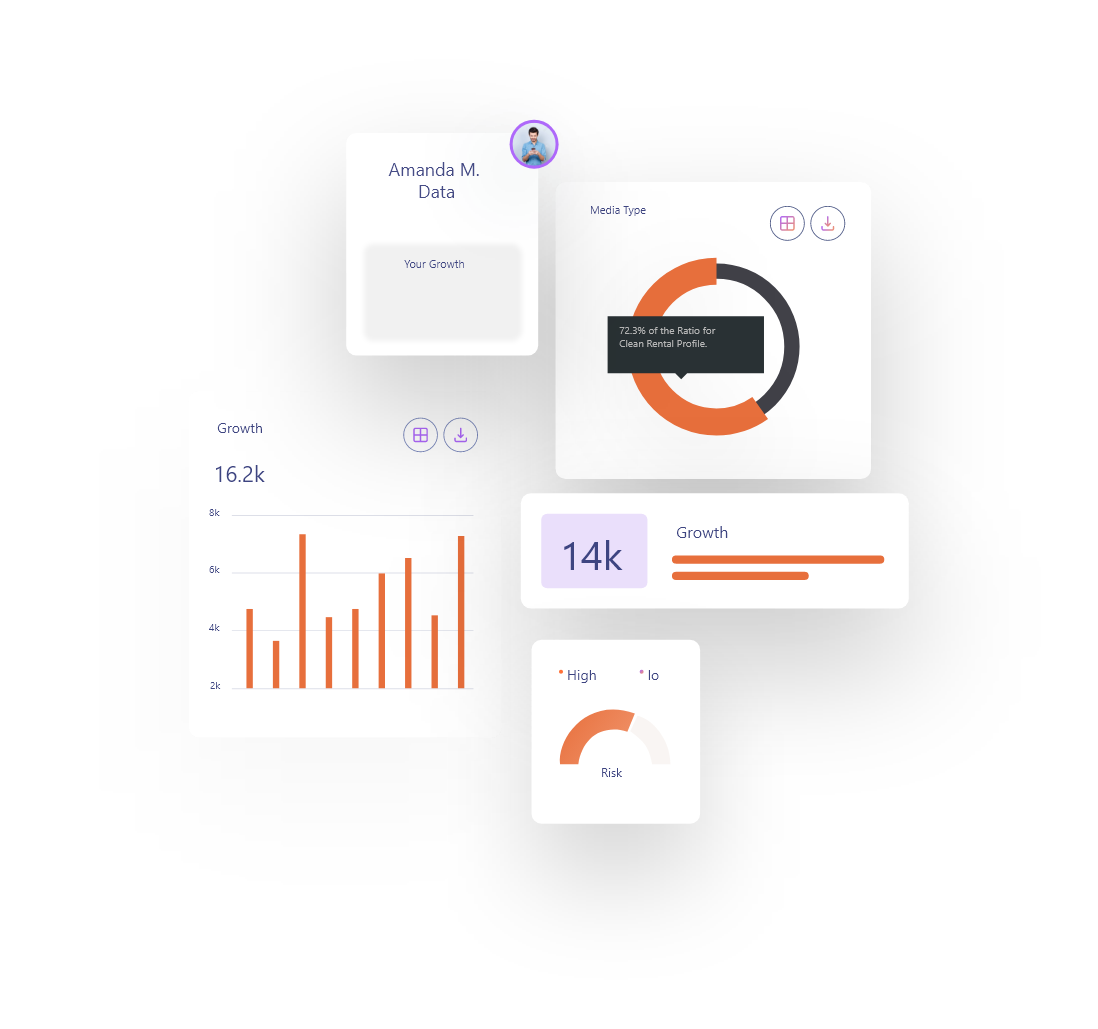 Amanda M.
Data
Your Growth
Media Type
72.3% of the Ratio for
Clean Rental Profile.
Growth
16.2k
8k
6k
4k
2k
14k
Growth
High
lo
Risk